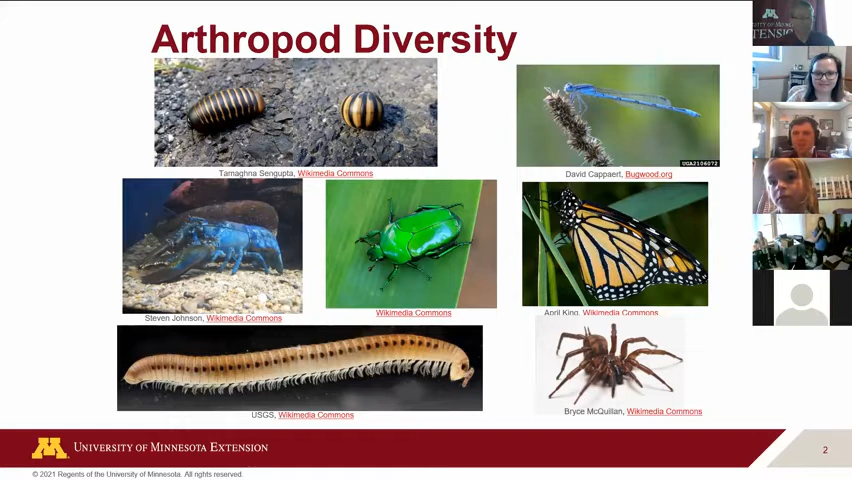 Arthropod Diversity
Tamaghna Sengupta, Wikimedia Commons
UGA2106072
David Cappaert, Bugwood.org
Steven Johnson, Wikimedia Commons
Wikimedia Commons
April King, Wikimedia Commons
USGS, Wikimedia Commons
Bryce McQuillan, Wikimedia Commons
UNIVERSITY OF MINNESOTA EXTENSION
2
© 2021 Regents of the University of Minnesota. All rights reserved.